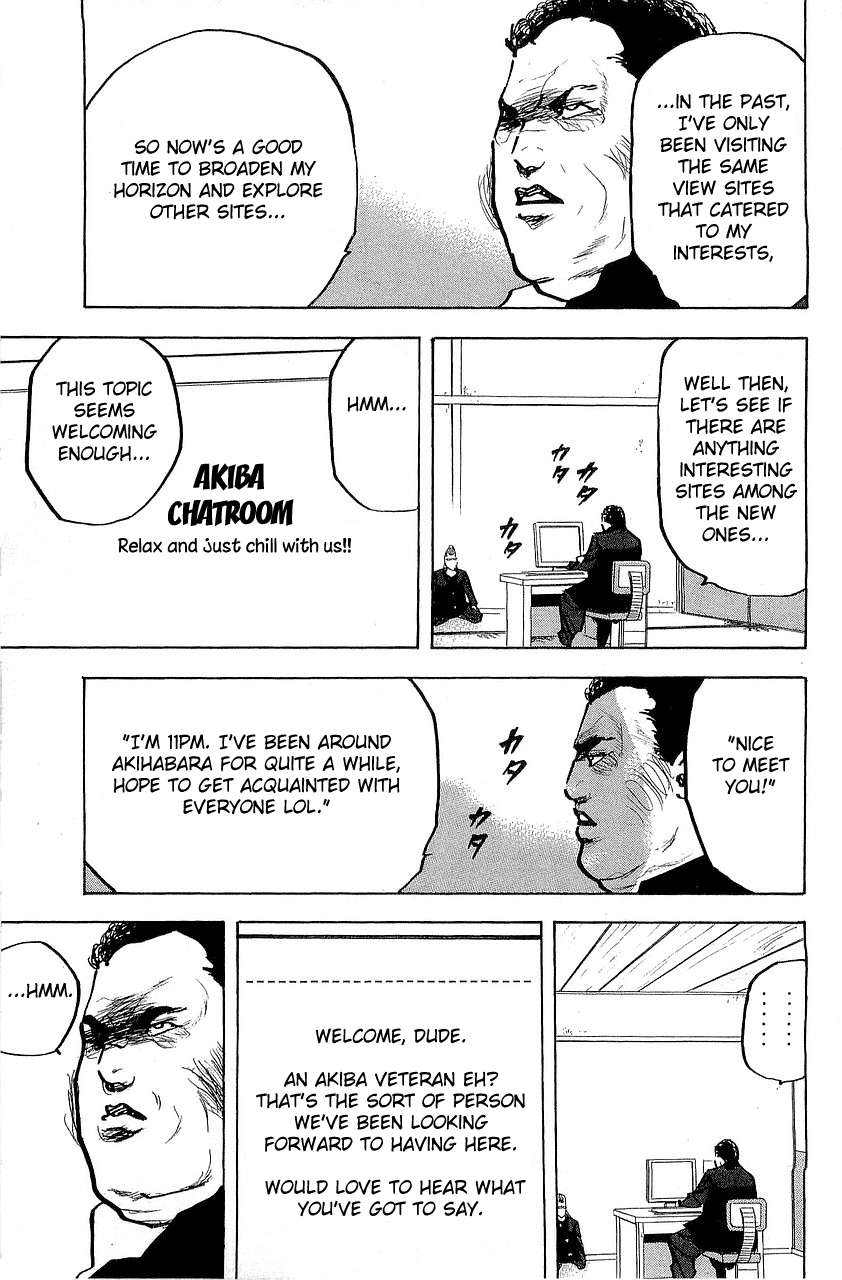 ...IN THE PAST,
I'VE ONLY
BEEN VISITING
THE SAME
VIEW SITES
THAT CATERED
TO MY
INTERESTS,
SO NOW'S A GOOD
TIME TO BROADEN MY
HORIZON AND EXPLORE
OTHER SITES...
WELL THEN,
LET'S SEE IF
THERE ARE
ANYTHING
INTERESTING
SITES AMONG
THE NEW
ONES...
カタ
カタ
カタ
HMM...
THIS TOPIC
SEEMS
WELCOMING
ENOUGH...
AKIBA
CHATROOM
Relax and just chill with us!!
"NICE
TO MEET
YOU!"
カタ
カタ
"I'M 11PM. I'VE BEEN AROUND
AKIHABARA FOR QUITE A WHILE,
HOPE TO GET ACQUAINTED WITH
EVERYONE LOL."
......
WELCOME, DUDE.
AN AKIBA VETERAN EH?
THAT'S THE SORT OF PERSON
WE'VE BEEN LOOKING
FORWARD TO HAVING HERE.
WOULD LOVE TO HEAR WHAT
YOU'VE GOT TO SAY.
...HMM.